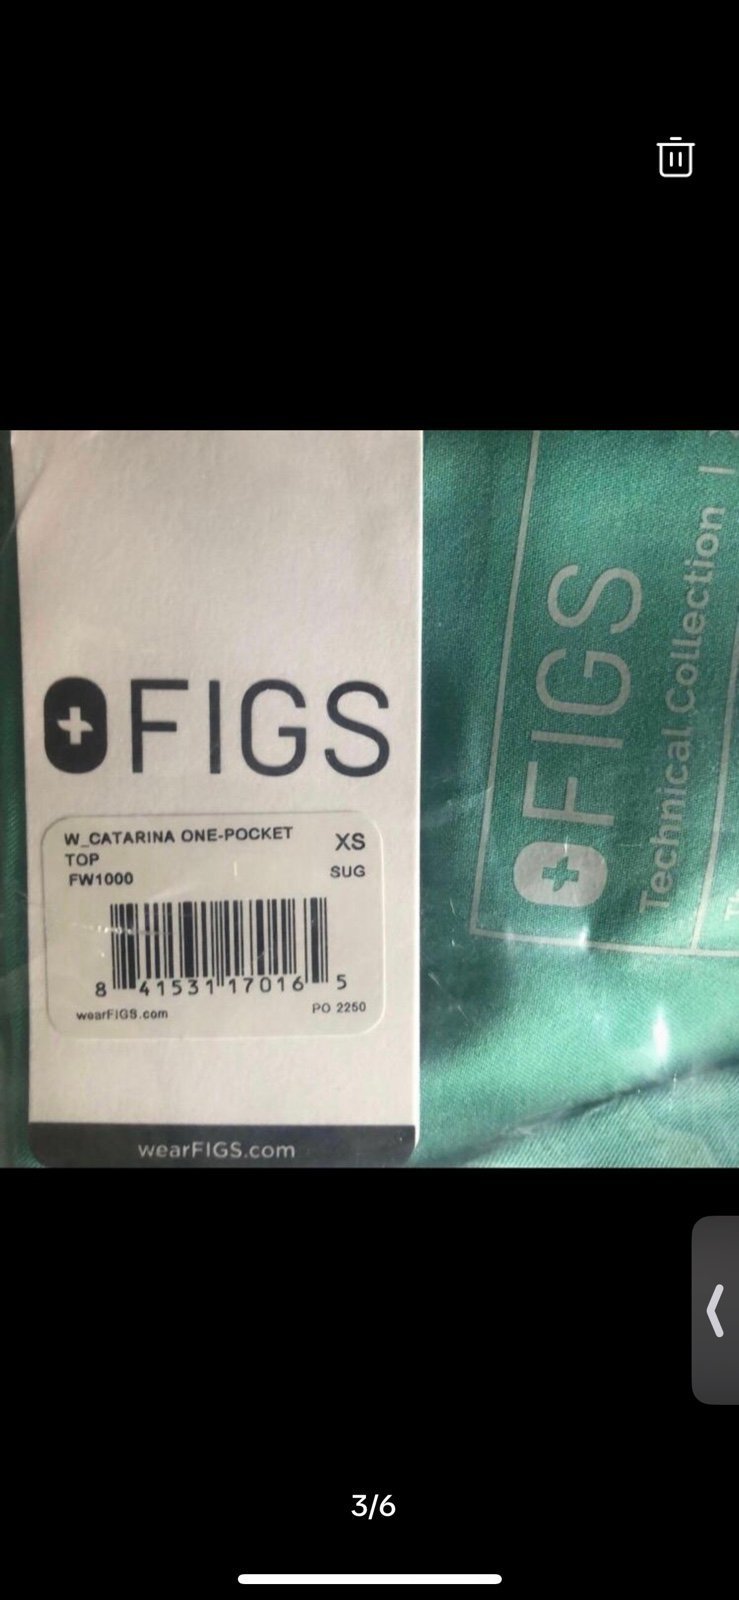 FIGS
W_CATARINA ONE-POCKET
TOP
FW1000
XS
SUG
8 41531 17016 5
wearFIGS.com
PO 2250
wearFIGS.com
FIGS
Technical Collection |
3/6